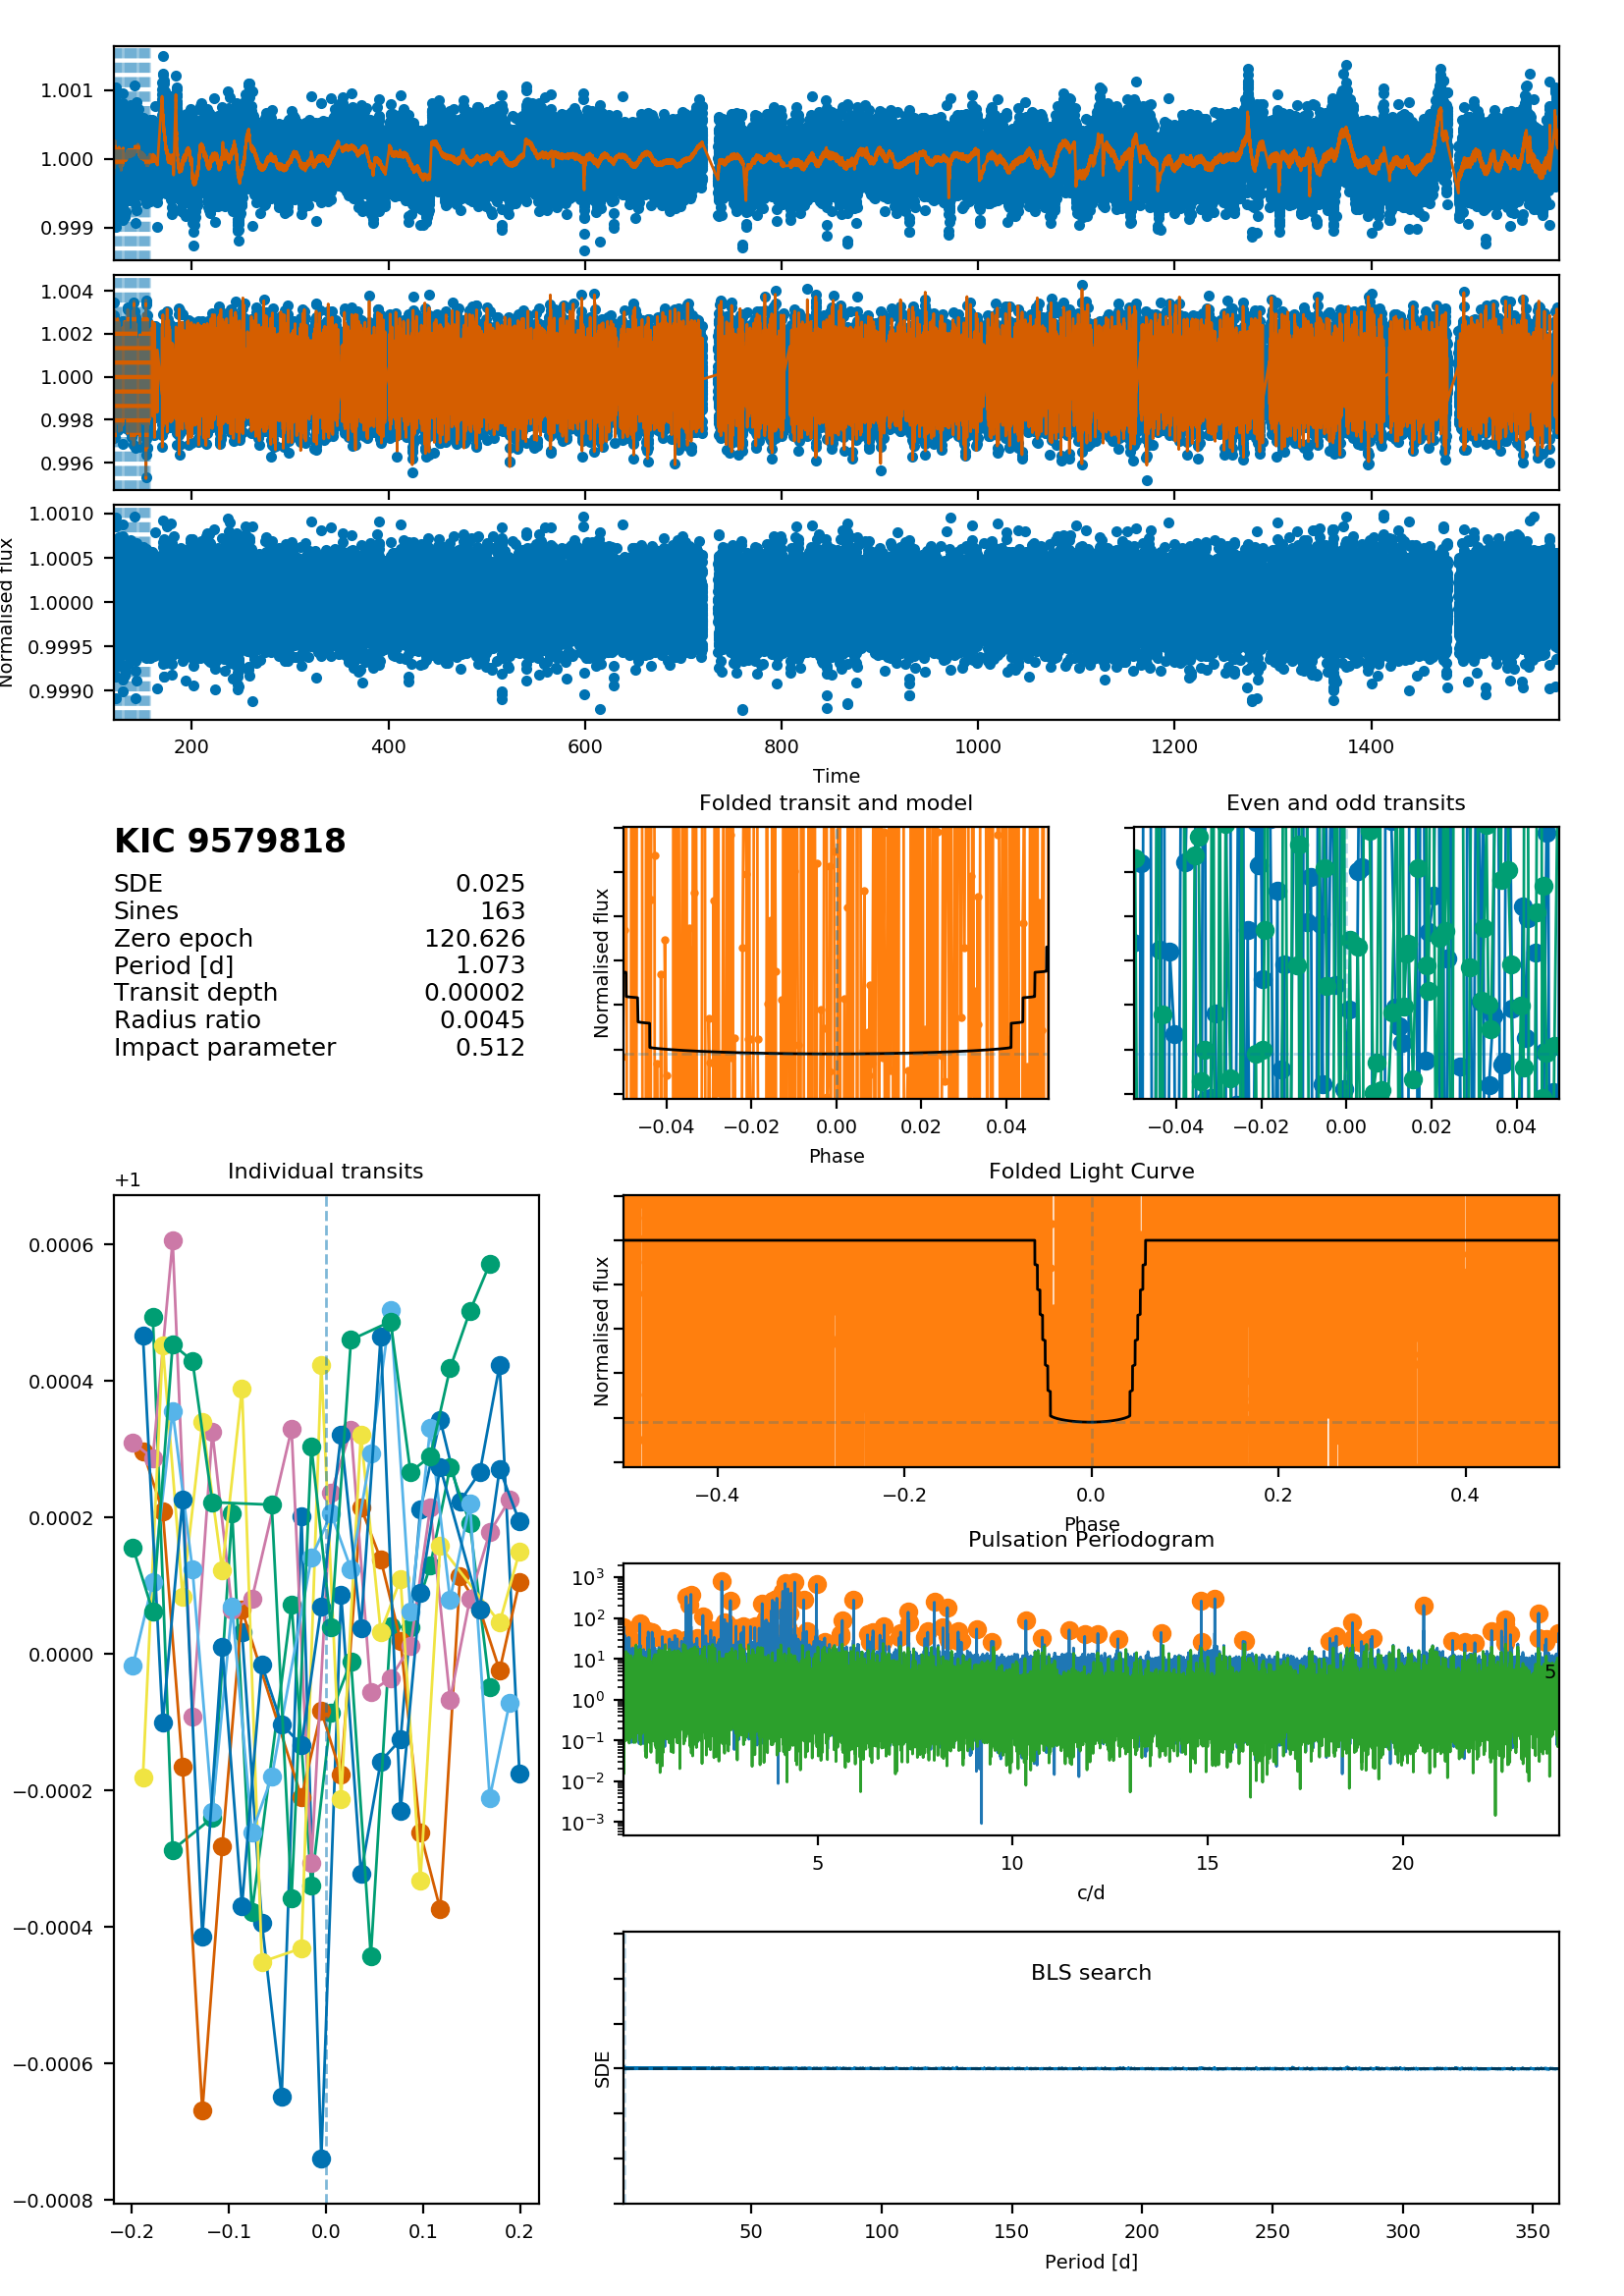 1.001
1.000
0.999
1.004
1.002
1.000
0.998
0.996
1.0010
1.0005
1.0000
0.9995
0.9990
Normalised flux
200 400 600 800 1000 1200 1400
Time
KIC 9579818
SDE 0.025
Sines 163
Zero epoch 120.626
Period [d] 1.073
Transit depth 0.00002
Radius ratio 0.0045
Impact parameter 0.512
Folded transit and model
Normalised flux
−0.04 −0.02 0.00 0.02 0.04
Phase
Even and odd transits
−0.04 −0.02 0.00 0.02 0.04
Individual transits
+1
0.0006
0.0004
0.0002
0.0000
−0.0002
−0.0004
−0.0006
−0.0008
−0.2 −0.1 0.0 0.1 0.2
Folded Light Curve
Normalised flux
−0.4 −0.2 0.0 0.2 0.4
Phase
Pulsation Periodogram
10³
10²
10¹
10⁰
10⁻¹
10⁻²
10⁻³
5
5 10 15 20
c/d
BLS search
SDE
50 100 150 200 250 300 350
Period [d]